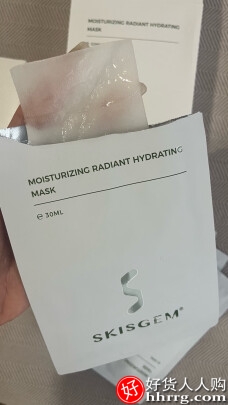 MOISTURIZING RADIANT HYDRATING
MASK
MOISTURIZING RADIANT HYDRATING
MASK
℮ 30ML
SKISGEM®
好货人人购
hhrrg.com